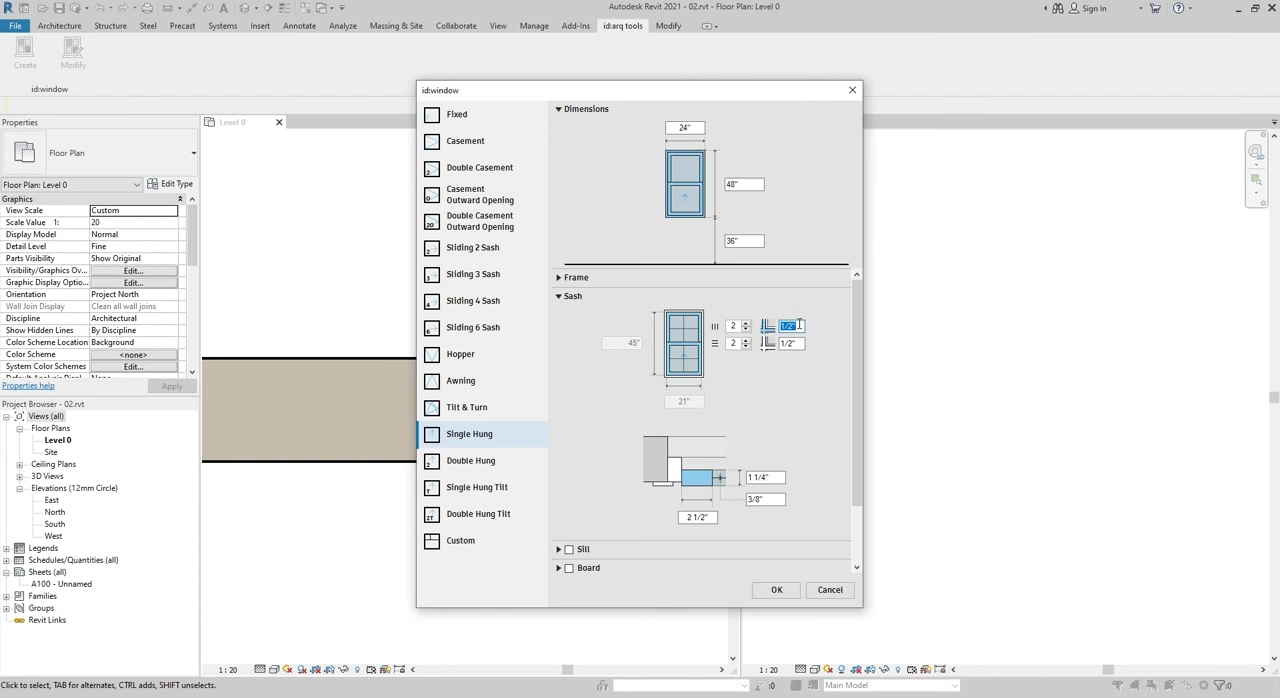 Autodesk Revit 2021 - 02.rvt - Floor Plan: Level 0
Sign In
File
Architecture
Structure
Steel
Precast
Systems
Insert
Annotate
Analyze
Massing & Site
Collaborate
View
Manage
Add-Ins
id:arq tools
Modify
Create
Modify
id:window
Properties
Floor Plan
Floor Plan: Level 0
Edit Type
Graphics
View Scale Custom
Scale Value 1: 20
Display Model Normal
Detail Level Fine
Parts Visibility Show Original
Visibility/Graphics Ov... Edit...
Graphic Display Optio... Edit...
Orientation Project North
Wall Join Display Clean all wall joins
Discipline Architectural
Show Hidden Lines By Discipline
Color Scheme Location Background
Color Scheme <none>
System Color Schemes Edit...
Properties help
Apply
Project Browser - 02.rvt
Views (all)
Floor Plans
Level 0
Site
Ceiling Plans
3D Views
Elevations (12mm Circle)
East
North
South
West
Legends
Schedules/Quantities (all)
Sheets (all)
A100 - Unnamed
Families
Groups
Revit Links
Level 0
id:window
Fixed
Casement
2 Double Casement
O Casement
Outward Opening
2O Double Casement
Outward Opening
2 Sliding 2 Sash
3 Sliding 3 Sash
4 Sliding 4 Sash
6 Sliding 6 Sash
Hopper
Awning
Tilt & Turn
Single Hung
2 Double Hung
T Single Hung Tilt
2T Double Hung Tilt
Custom
Dimensions
24"
48"
36"
Frame
Sash
2
1/2"
45"
2
1/2"
21"
1 1/4"
3/8"
2 1/2"
Sill
Board
OK
Cancel
1 : 20
1 : 20
Click to select, TAB for alternates, CTRL adds, SHIFT unselects.
:0
Main Model
:0